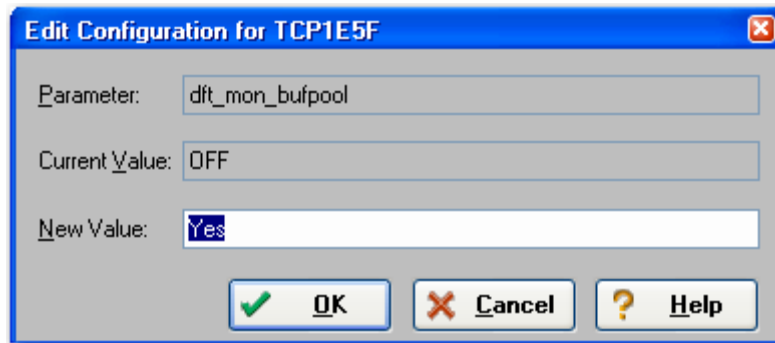 Edit Configuration for TCP1E5F
Parameter: dft_mon_bufpool
Current Value: OFF
New Value: Yes
OK Cancel Help